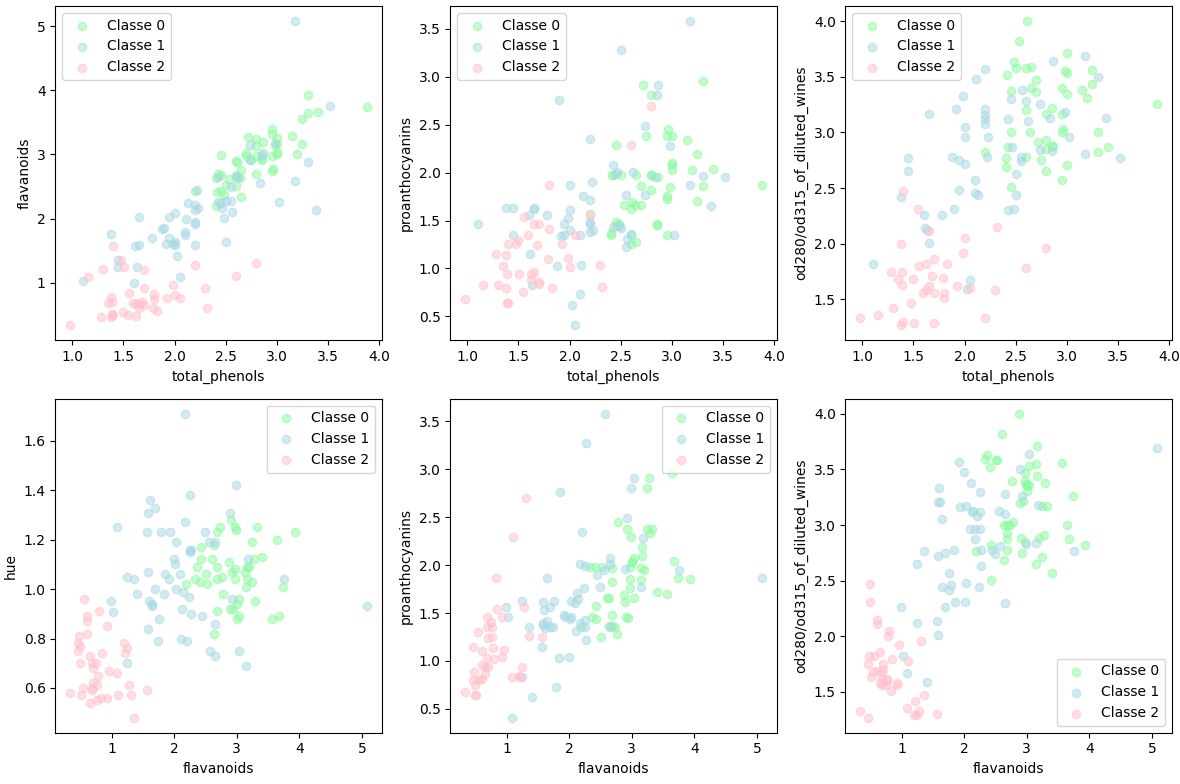 Classe 0
Classe 1
Classe 2
5
4
3
2
1
flavanoids
1.0 1.5 2.0 2.5 3.0 3.5 4.0
total_phenols
Classe 0
Classe 1
Classe 2
3.5
3.0
2.5
2.0
1.5
1.0
0.5
proanthocyanins
1.0 1.5 2.0 2.5 3.0 3.5 4.0
total_phenols
Classe 0
Classe 1
Classe 2
4.0
3.5
3.0
2.5
2.0
1.5
od280/od315_of_diluted_wines
1.0 1.5 2.0 2.5 3.0 3.5 4.0
total_phenols
Classe 0
Classe 1
Classe 2
1.6
1.4
1.2
1.0
0.8
0.6
hue
1 2 3 4 5
flavanoids
Classe 0
Classe 1
Classe 2
3.5
3.0
2.5
2.0
1.5
1.0
0.5
proanthocyanins
1 2 3 4 5
flavanoids
4.0
3.5
3.0
2.5
2.0
1.5
od280/od315_of_diluted_wines
Classe 0
Classe 1
Classe 2
1 2 3 4 5
flavanoids